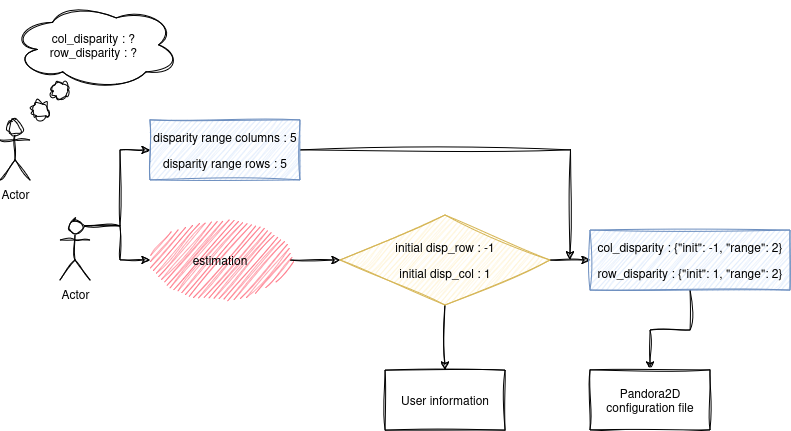 col_disparity : ?
row_disparity : ?
Actor
disparity range columns : 5
disparity range rows : 5
Actor
estimation
initial disp_row : -1
initial disp_col : 1
col_disparity : {"init": -1, "range": 2}
row_disparity : {"init": 1, "range": 2}
User information
Pandora2D
configuration file